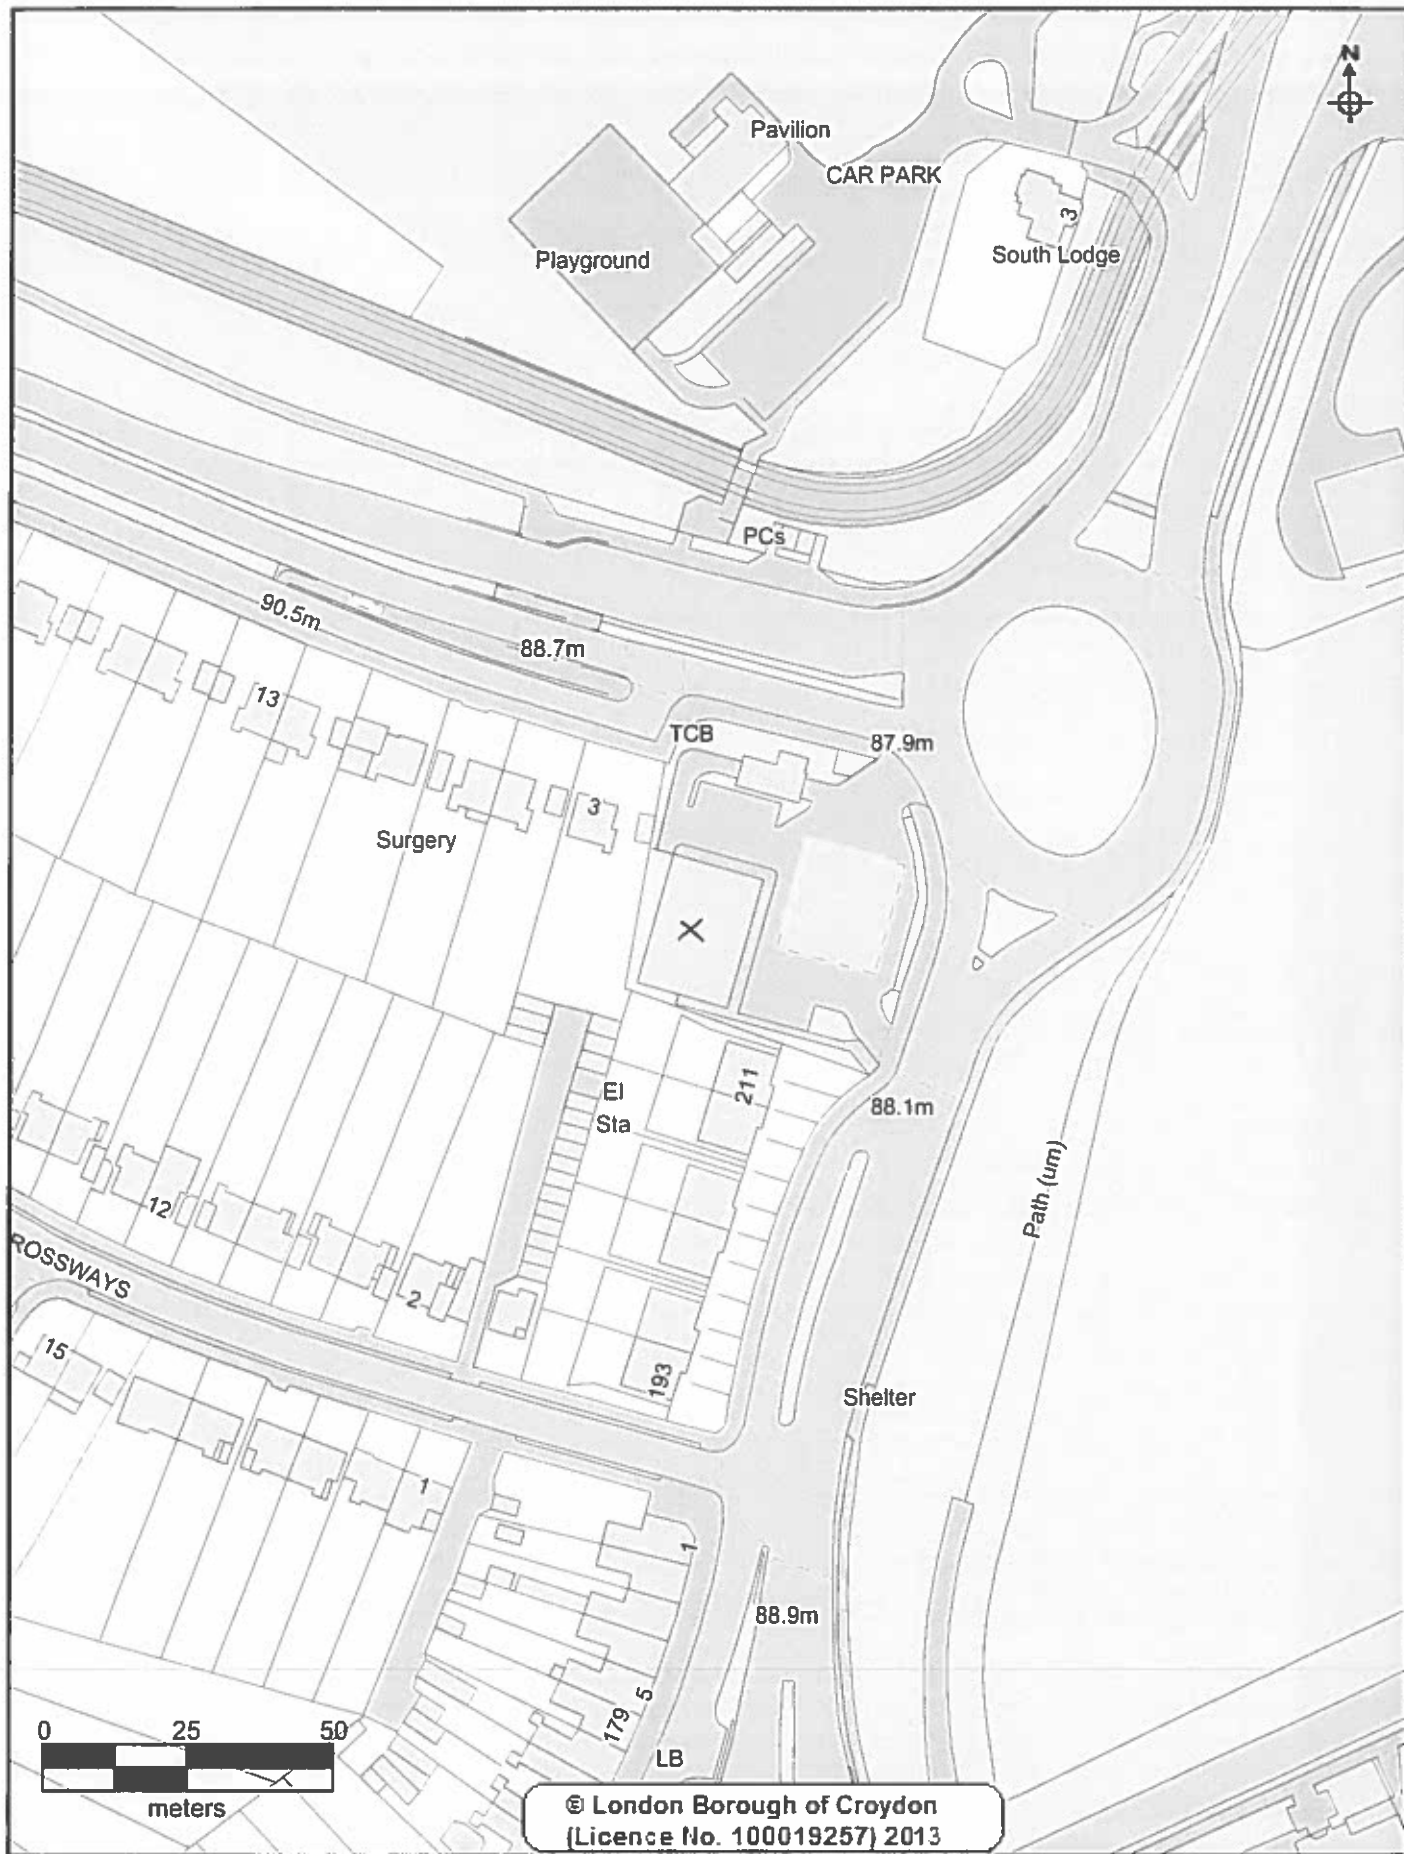 N
Pavilion
CAR PARK
3
Playground
South Lodge
PCs
90.5m
88.7m
13
TCB
87.9m
3
Surgery
X
El
Sta
211
88.1m
Path (um)
12
ROSSWAYS
2
15
193
Shelter
1
1
88.9m
5
179
LB
0 25 50
meters
© London Borough of Croydon
(Licence No. 100019257) 2013